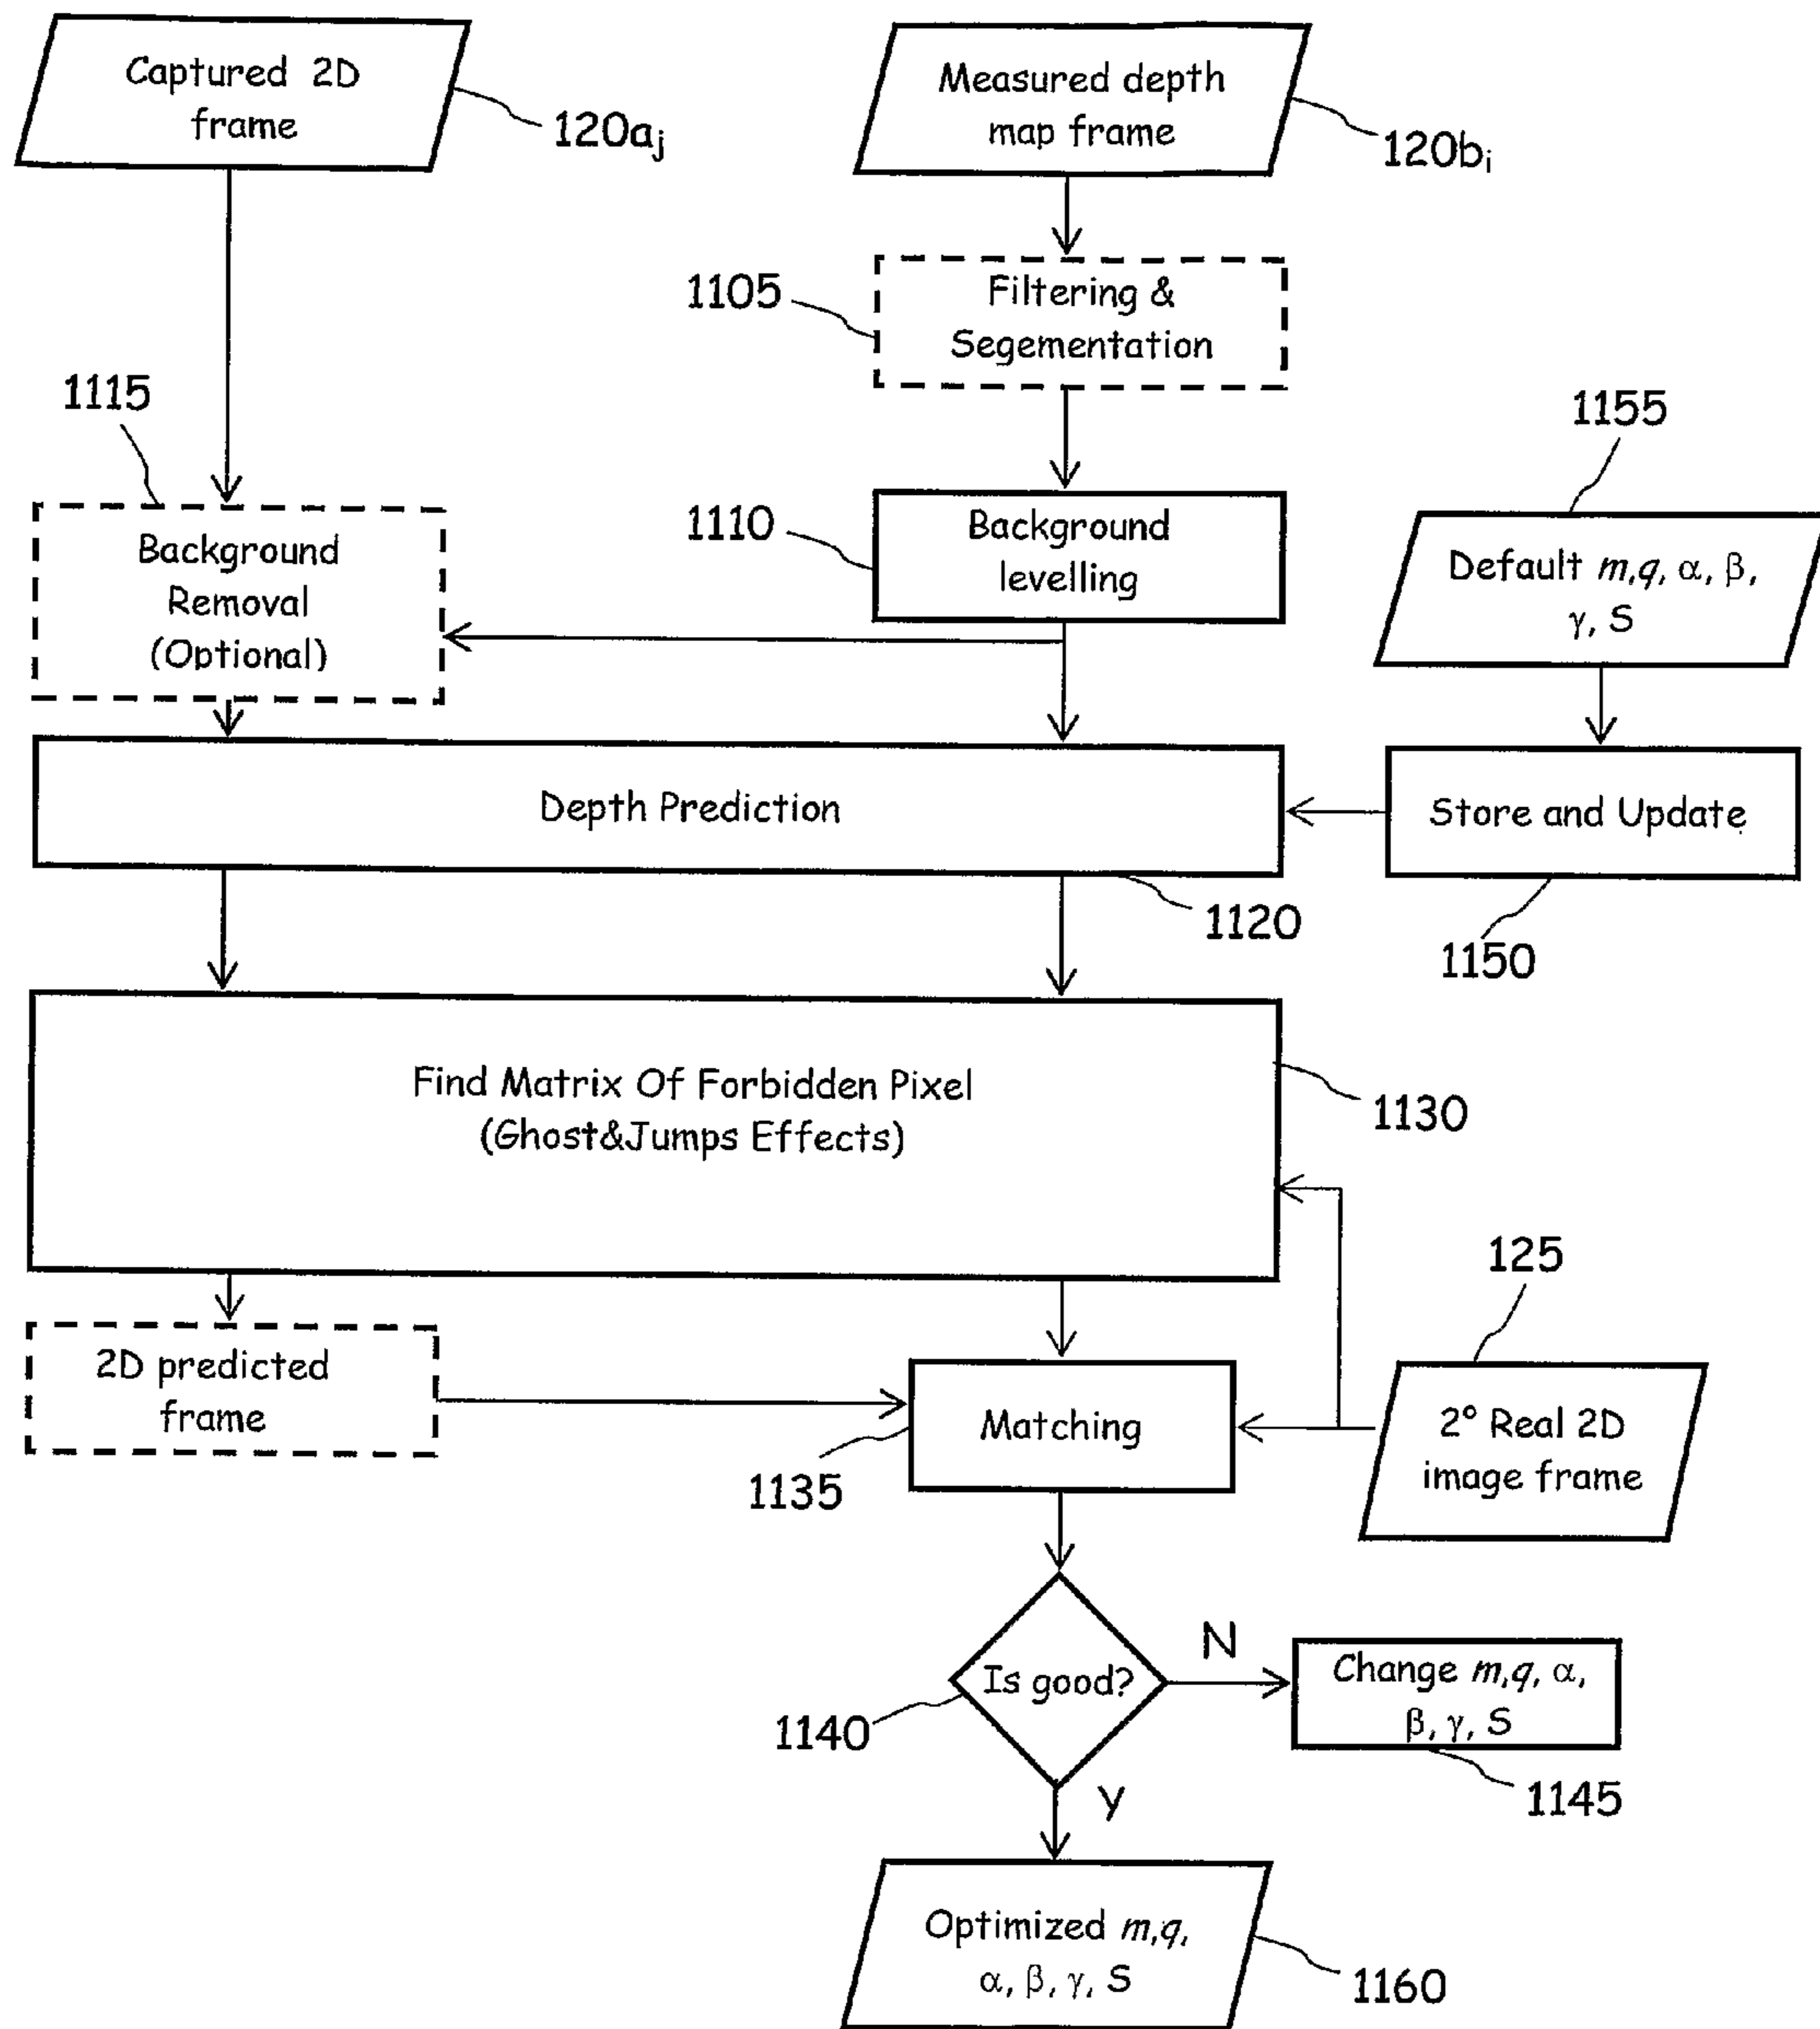 Captured 2D
frame
120aj
Measured depth
map frame
120bi
1105
Filtering &
Segementation
1115
1155
Background
Removal
(Optional)
1110
Background
levelling
Default m,q, α, β,
γ, S
Depth Prediction
Store and Update
1120
1150
Find Matrix Of Forbidden Pixel
(Ghost&Jumps Effects)
1130
125
2D predicted
frame
Matching
1135
2° Real 2D
image frame
Is good?
1140
N
Change m,q, α,
β, γ, S
1145
y
Optimized m,q,
α, β, γ, S
1160